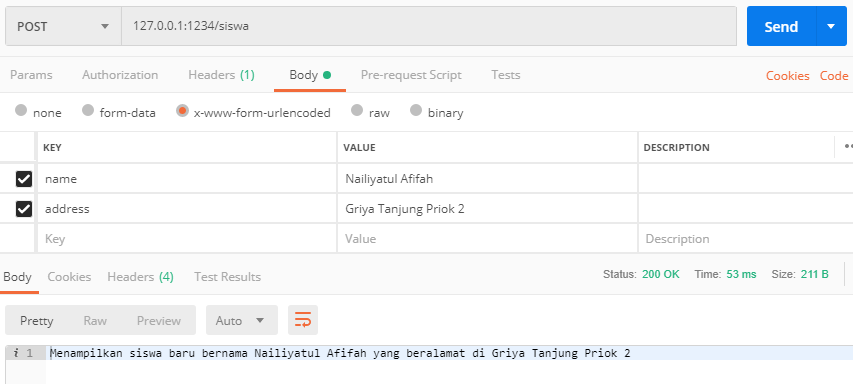 POST 127.0.0.1:1234/siswa Send
Params Authorization Headers (1) Body Pre-request Script Tests Cookies Code
none form-data x-www-form-urlencoded raw binary
KEY VALUE DESCRIPTION
name Nailiyatul Afifah
address Griya Tanjung Priok 2
Key Value Description
Body Cookies Headers (4) Test Results Status: 200 OK Time: 53 ms Size: 211 B
Pretty Raw Preview Auto
i 1 Menampilkan siswa baru bernama Nailiyatul Afifah yang beralamat di Griya Tanjung Priok 2